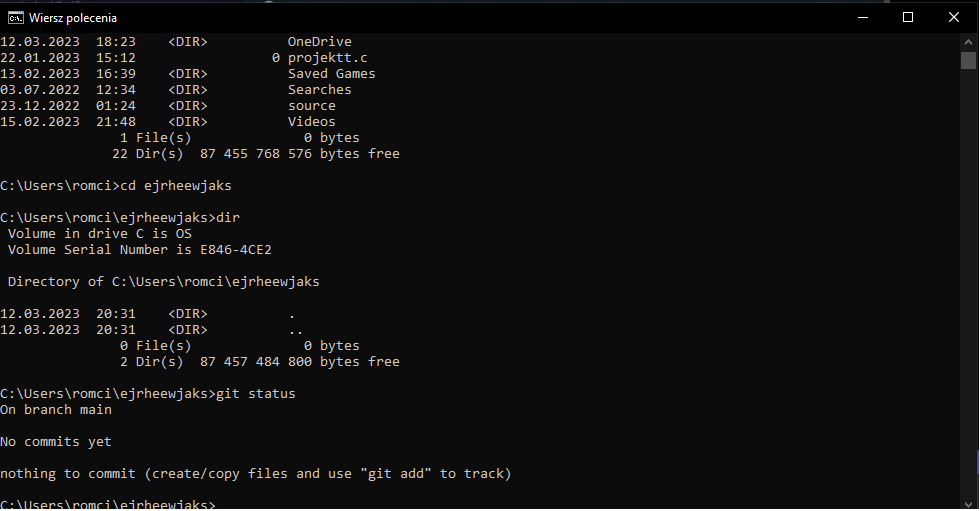 Wiersz polecenia
12.03.2023  18:23    <DIR>          OneDrive
22.01.2023  15:12                 0 projektt.c
13.02.2023  16:39    <DIR>          Saved Games
03.07.2022  12:34    <DIR>          Searches
23.12.2022  01:24    <DIR>          source
15.02.2023  21:48    <DIR>          Videos
               1 File(s)              0 bytes
              22 Dir(s)  87 455 768 576 bytes free
C:\Users\romci>cd ejrheewjaks
C:\Users\romci\ejrheewjaks>dir
 Volume in drive C is OS
 Volume Serial Number is E846-4CE2
 Directory of C:\Users\romci\ejrheewjaks
12.03.2023  20:31    <DIR>          .
12.03.2023  20:31    <DIR>          ..
               0 File(s)              0 bytes
               2 Dir(s)  87 457 484 800 bytes free
C:\Users\romci\ejrheewjaks>git status
On branch main
No commits yet
nothing to commit (create/copy files and use "git add" to track)
C:\Users\romci\ejrheewjaks>